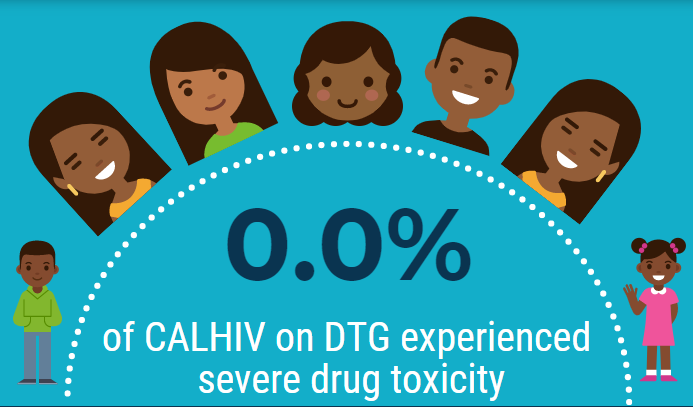 0.0%
of CALHIV on DTG experienced
severe drug toxicity